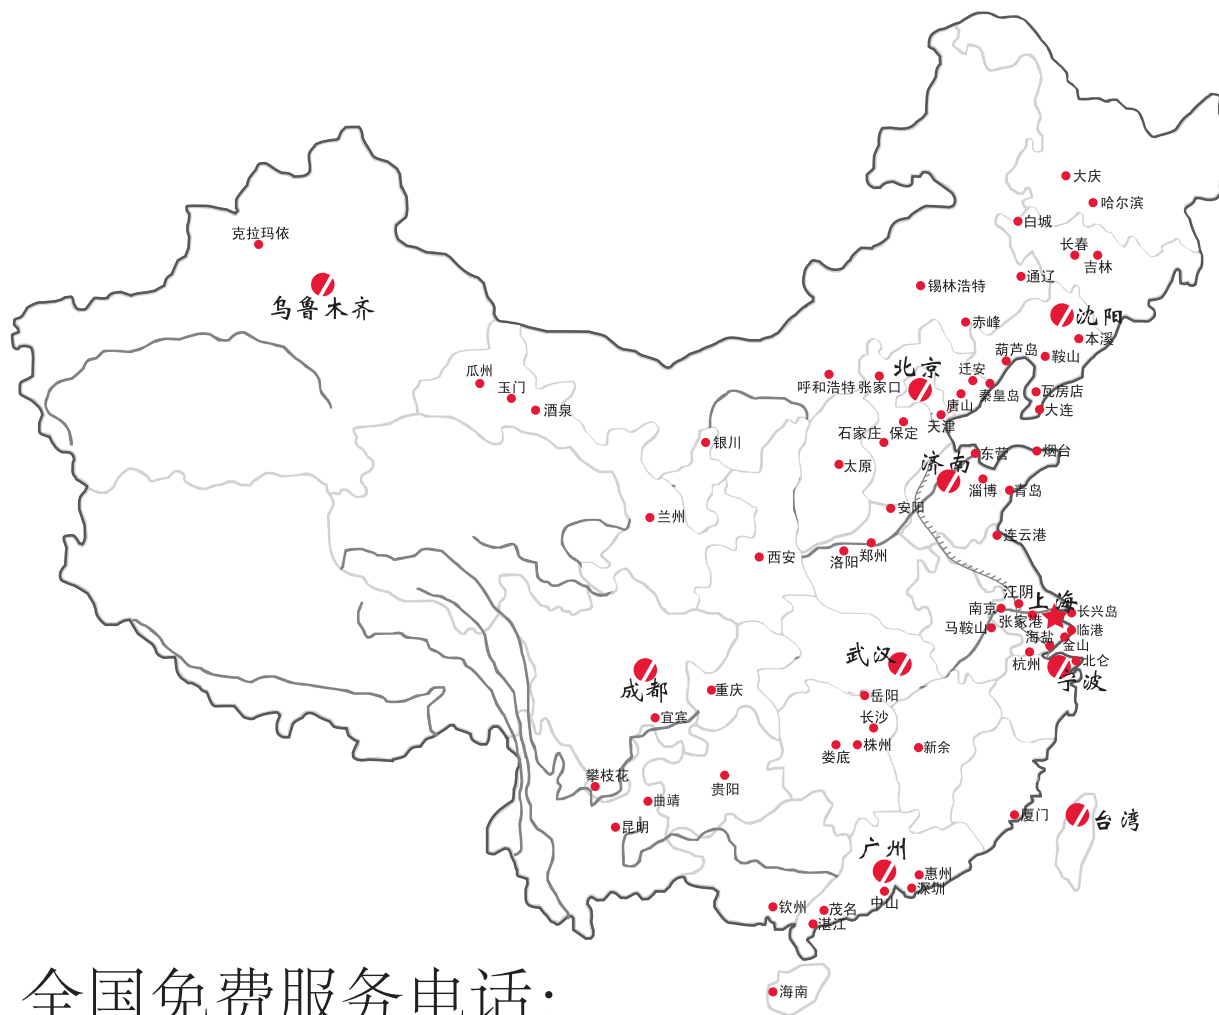 大庆
哈尔滨
白城
克拉玛依
长春
吉林
通辽
锡林浩特
乌鲁木齐
沈阳
赤峰
本溪
葫芦岛
鞍山
北京
迁安
瓜州
呼和浩特
张家口
秦皇岛
瓦房店
玉门
唐山
酒泉
大连
天津
石家庄
保定
银川
烟台
东营
济南
太原
淄博
青岛
安阳
兰州
连云港
西安
洛阳
郑州
江阴
上海
南京
长兴岛
张家港
马鞍山
临港
海盐
金山
武汉
杭州
北仑
宁波
成都
重庆
岳阳
宜宾
长沙
株州
新余
娄底
攀枝花
贵阳
曲靖
厦门
台湾
昆明
广州
惠州
深圳
中山
钦州
茂名
湛江
海南
全国免费服务电话: